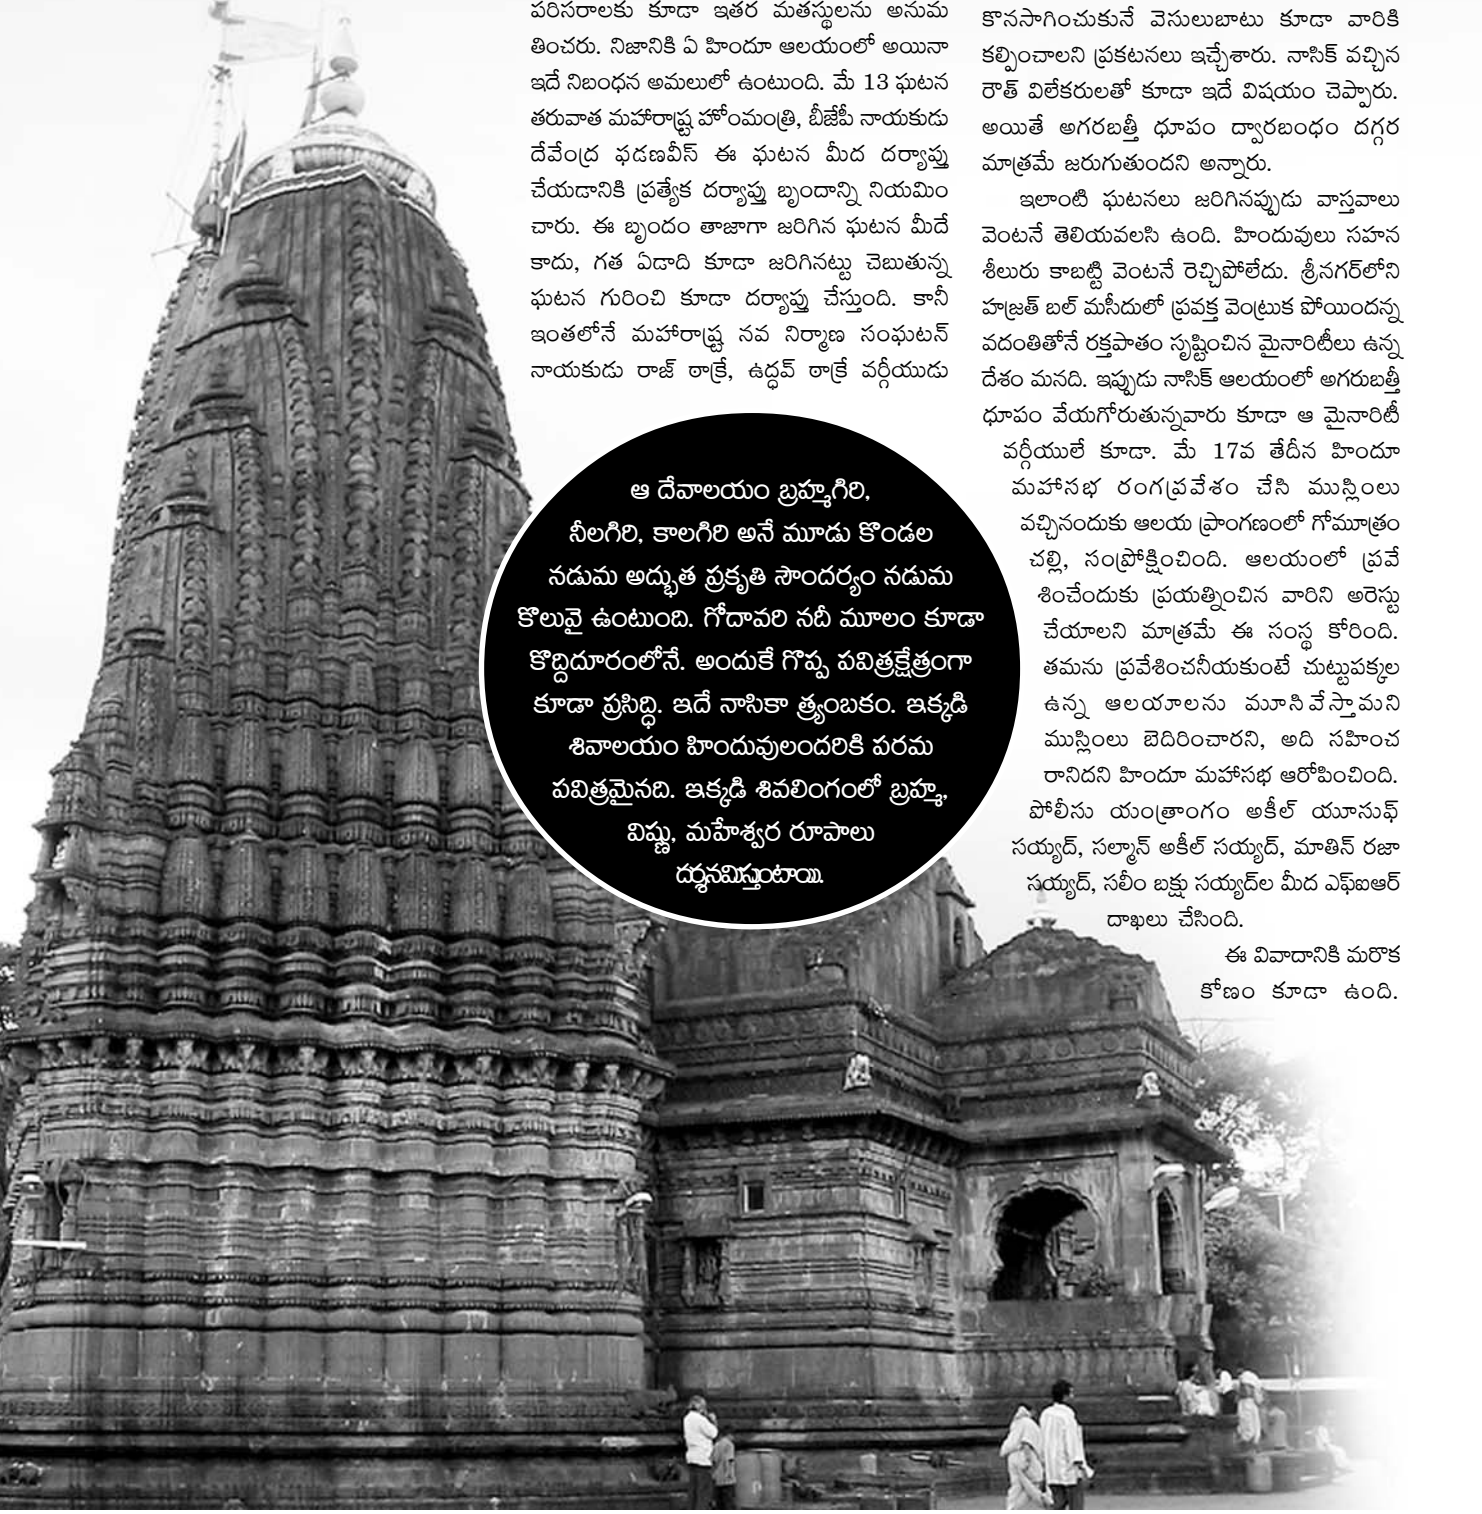 పరిసరాలకు కూడా ఇతర మతస్థులను అనుమ
తించరు. నిజానికి ఏ హిందూ ఆలయంలో అయినా
ఇదే నిబంధన అమలులో ఉంటుంది. మే 13 ఘటన
తరువాత మహారాష్ట్ర హోంమంత్రి, బీజేపీ నాయకుడు
దేవేంద్ర ఫడణవీస్ ఈ ఘటన మీద దర్యాప్తు
చేయడానికి ప్రత్యేక దర్యాప్తు బృందాన్ని నియమిం
చారు. ఈ బృందం తాజాగా జరిగిన ఘటన మీదే
కాదు, గత ఏడాది కూడా జరిగినట్టు చెబుతున్న
ఘటన గురించి కూడా దర్యాప్తు చేస్తుంది. కానీ
ఇంతలోనే మహారాష్ట్ర నవ నిర్మాణ సంఘటన్
నాయకుడు రాజ్ ఠాక్రే, ఉద్ధవ్ ఠాక్రే వర్గీయుడు
ఆ దేవాలయం బ్రహ్మగిరి,
నీలగిరి, కాలగిరి అనే మూడు కొండల
నడుమ అద్భుత ప్రకృతి సౌందర్యం నడుమ
కొలువై ఉంటుంది. గోదావరి నదీ మూలం కూడా
కొద్దిదూరంలోనే. అందుకే గొప్ప పవిత్రక్షేత్రంగా
కూడా ప్రసిద్ధి. ఇదే నాసికా త్ర్యంబకం. ఇక్కడి
శివాలయం హిందువులందరికి పరమ
పవిత్రమైనది. ఇక్కడి శివలింగంలో బ్రహ్మ,
విష్ణు, మహేశ్వర రూపాలు
దర్శనమిస్తుంటాయి.
కొనసాగించుకునే వెసులుబాటు కూడా వారికి
కల్పించాలని ప్రకటనలు ఇచ్చేశారు. నాసిక్ వచ్చిన
రౌత్ విలేకరులతో కూడా ఇదే విషయం చెప్పారు.
అయితే అగరబత్తీ ధూపం ద్వారబంధం దగ్గర
మాత్రమే జరుగుతుందని అన్నారు.
ఇలాంటి ఘటనలు జరిగినప్పుడు వాస్తవాలు
వెంటనే తెలియవలసి ఉంది. హిందువులు సహన
శీలురు కాబట్టి వెంటనే రెచ్చిపోలేదు. శ్రీనగర్‌లోని
హజ్రత్ బల్ మసీదులో ప్రవక్త వెంట్రుక పోయిందన్న
వదంతితోనే రక్తపాతం సృష్టించిన మైనారిటీలు ఉన్న
దేశం మనది. ఇప్పుడు నాసిక్ ఆలయంలో అగరుబత్తీ
ధూపం వేయగోరుతున్నవారు కూడా ఆ మైనారిటీ
వర్గీయులే కూడా. మే 17వ తేదీన హిందూ
మహాసభ రంగప్రవేశం చేసి ముస్లింలు
వచ్చినందుకు ఆలయ ప్రాంగణంలో గోమూత్రం
చల్లి, సంప్రోక్షించింది. ఆలయంలో ప్రవే
శించేందుకు ప్రయత్నించిన వారిని అరెస్టు
చేయాలని మాత్రమే ఈ సంస్థ కోరింది.
తమను ప్రవేశించనీయకుంటే చుట్టుపక్కల
ఉన్న ఆలయాలను మూసివేస్తామని
ముస్లింలు బెదిరించారని, అది సహించ
రానిదని హిందూ మహాసభ ఆరోపించింది.
పోలీసు యంత్రాంగం అకీల్ యూసుఫ్
సయ్యద్, సల్మాన్ అకీల్ సయ్యద్, మాతిన్ రజా
సయ్యద్, సలీం బక్షు సయ్యద్‌ల మీద ఎఫ్ఐఆర్
దాఖలు చేసింది.
ఈ వివాదానికి మరొక
కోణం కూడా ఉంది.